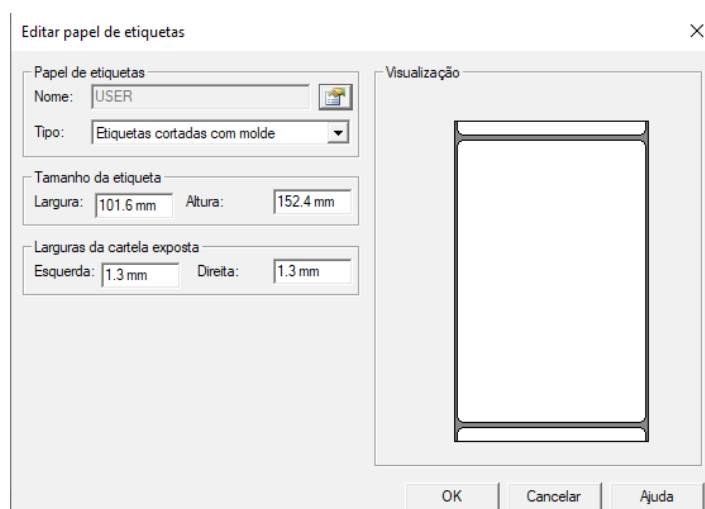 Editar papel de etiquetas
Papel de etiquetas
Nome: USER
Tipo: Etiquetas cortadas com molde
Tamanho da etiqueta
Largura: 101.6 mm Altura: 152.4 mm
Larguras da cartela exposta
Esquerda: 1.3 mm Direita: 1.3 mm
Visualização
OK Cancelar Ajuda